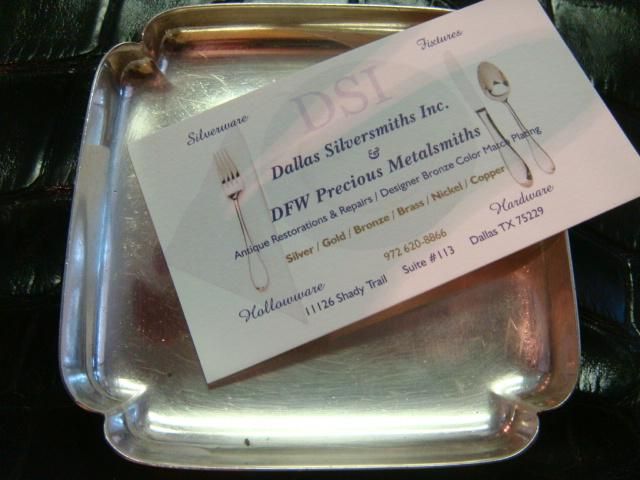 Fixtures
Silverware
DSI
Dallas Silversmiths Inc.
&
DFW Precious Metalsmiths
Antique Restorations & Repairs / Designer Bronze Color Match Plating
Silver / Gold / Bronze / Brass / Nickel / Copper
Hardware
972 620-8866
Hollowware
11126 Shady Trail Suite #113 Dallas TX 75229